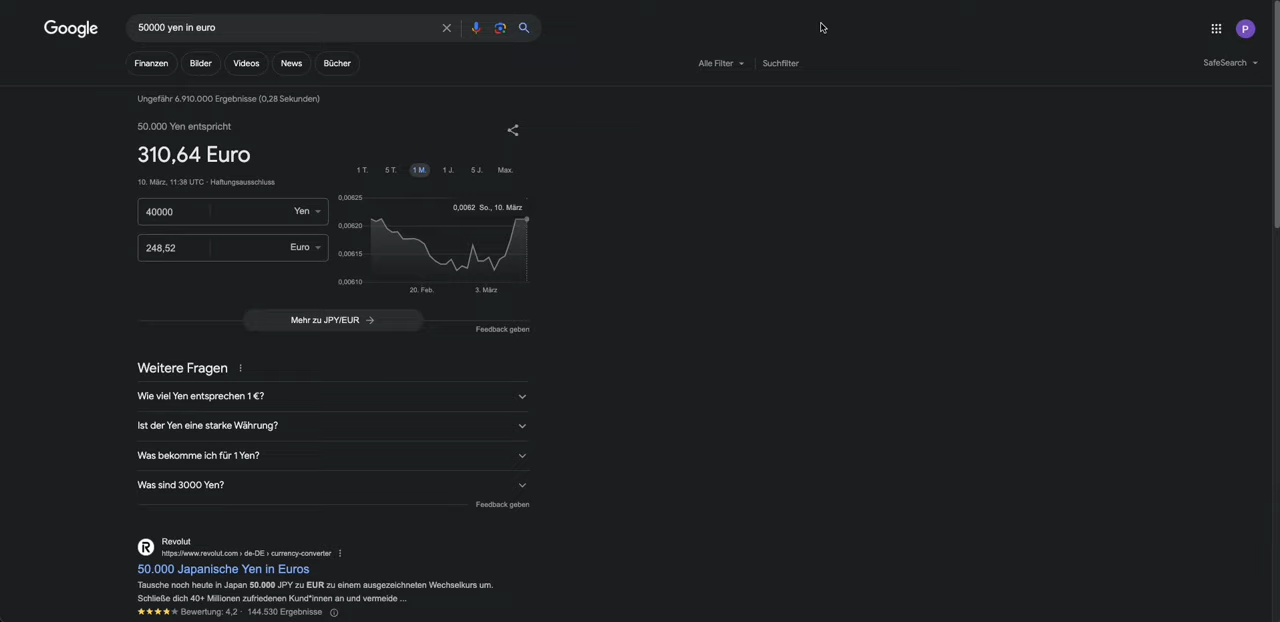 Google
50000 yen in euro
P
Finanzen
Bilder
Videos
News
Bücher
Alle Filter
Suchfilter
SafeSearch
Ungefähr 6.910.000 Ergebnisse (0,28 Sekunden)
50.000 Yen entspricht
310,64 Euro
10. März, 11:38 UTC · Haftungsausschluss
40000
Yen
248,52
Euro
1 T.
5 T.
1 M.
1 J.
5 J.
Max.
0,00625
0,00620
0,00615
0,00610
0,0062 So., 10. März
20. Feb.
3. März
Mehr zu JPY/EUR
Feedback geben
Weitere Fragen
Wie viel Yen entsprechen 1 €?
Ist der Yen eine starke Währung?
Was bekomme ich für 1 Yen?
Was sind 3000 Yen?
Feedback geben
R
Revolut
https://www.revolut.com › de-DE › currency-converter
50.000 Japanische Yen in Euros
Tausche noch heute in Japan 50.000 JPY zu EUR zu einem ausgezeichneten Wechselkurs um.
Schließe dich 40+ Millionen zufriedenen Kund*innen an und vermeide ...
Bewertung: 4,2 · 144.530 Ergebnisse